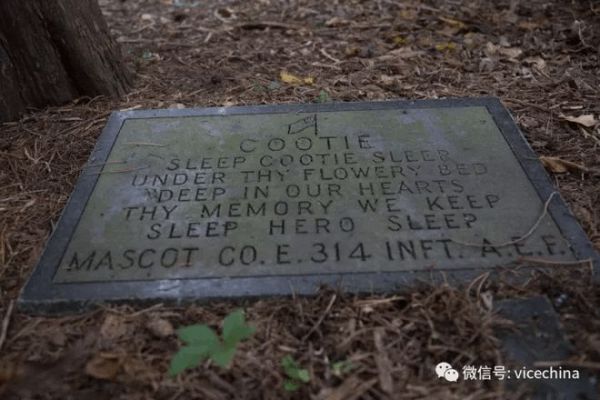 COOTIE
SLEEP COOTIE SLEEP
UNDER THY FLOWERY BED
DEEP IN OUR HEARTS
THY MEMORY WE KEEP
SLEEP HERO SLEEP
MASCOT CO. E. 314 INFT. A.E.F.
微信号: vicechina